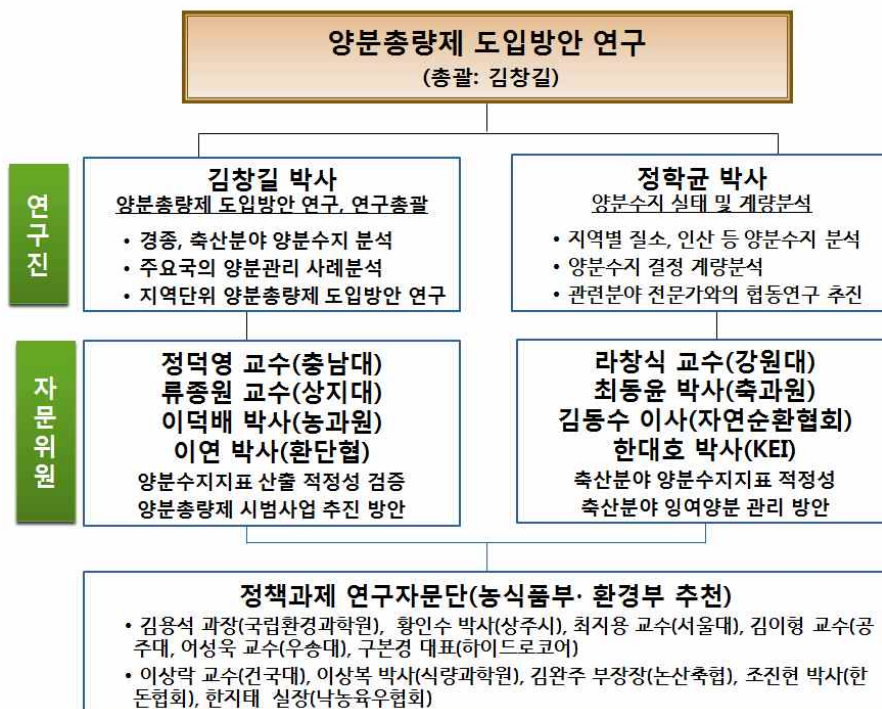 양분총량제 도입방안 연구
(총괄: 김창길)
연구진
김창길 박사
양분총량제 도입방안 연구, 연구총괄
• 경종, 축산분야 양분수지 분석
• 주요국의 양분관리 사례분석
• 지역단위 양분총량제 도입방안 연구
정학균 박사
양분수지 실태 및 계량분석
• 지역별 질소, 인산 등 양분수지 분석
• 양분수지 결정 계량분석
• 관련분야 전문가와의 협동연구 추진
자문위원
정덕영 교수(충남대)
류종원 교수(상지대)
이덕배 박사(농과원)
이연 박사(환단협)
양분수지지표 산출 적정성 검증
양분총량제 시범사업 추진 방안
라창식 교수(강원대)
최동윤 박사(축과원)
김동수 이사(자연순환협회)
한대호 박사(KEI)
축산분야 양분수지지표 적정성
축산분야 잉여양분 관리 방안
정책과제 연구자문단(농식품부· 환경부 추천)
• 김용석 과장(국립환경과학원), 황인수 박사(상주시), 최지용 교수(서울대), 김이형 교수(공
주대, 어성욱 교수(우송대), 구본경 대표(하이드로코어)
• 이상락 교수(건국대), 이상복 박사(식량과학원), 김완주 부장장(논산축협), 조진현 박사(한
돈협회), 한지태 실장(낙농육우협회)